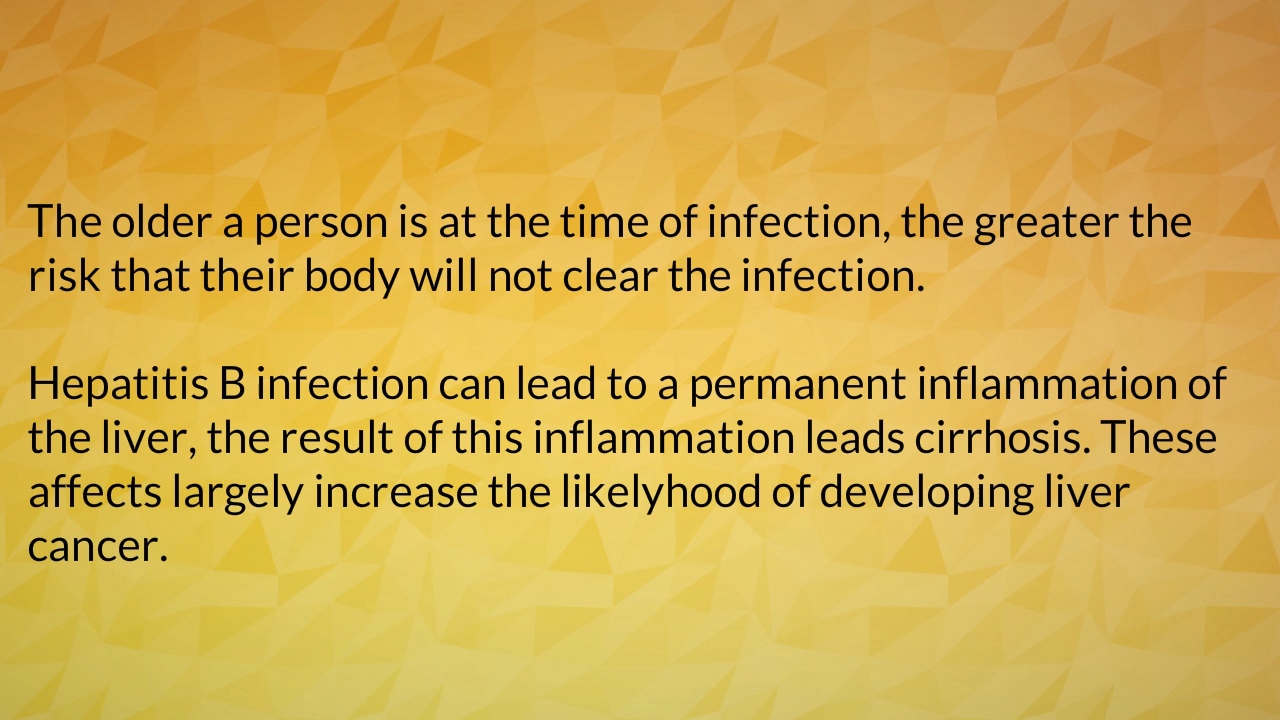 The older a person is at the time of infection, the greater the
risk that their body will not clear the infection.
Hepatitis B infection can lead to a permanent inflammation of
the liver, the result of this inflammation leads cirrhosis. These
affects largely increase the likelyhood of developing liver
cancer.